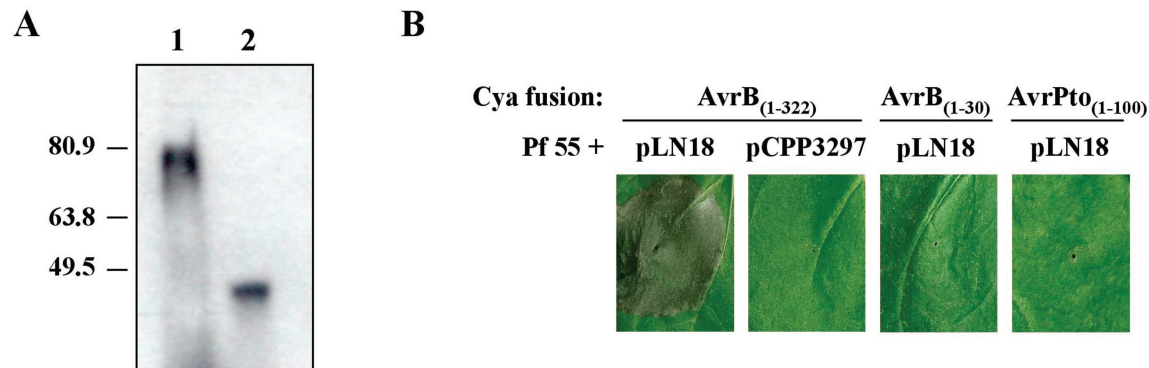 A
1 2
80.9
63.8
49.5
B
Cya fusion: AvrB(1-322) AvrB(1-30) AvrPto(1-100)
Pf 55 + pLN18 pCPP3297 pLN18 pLN18